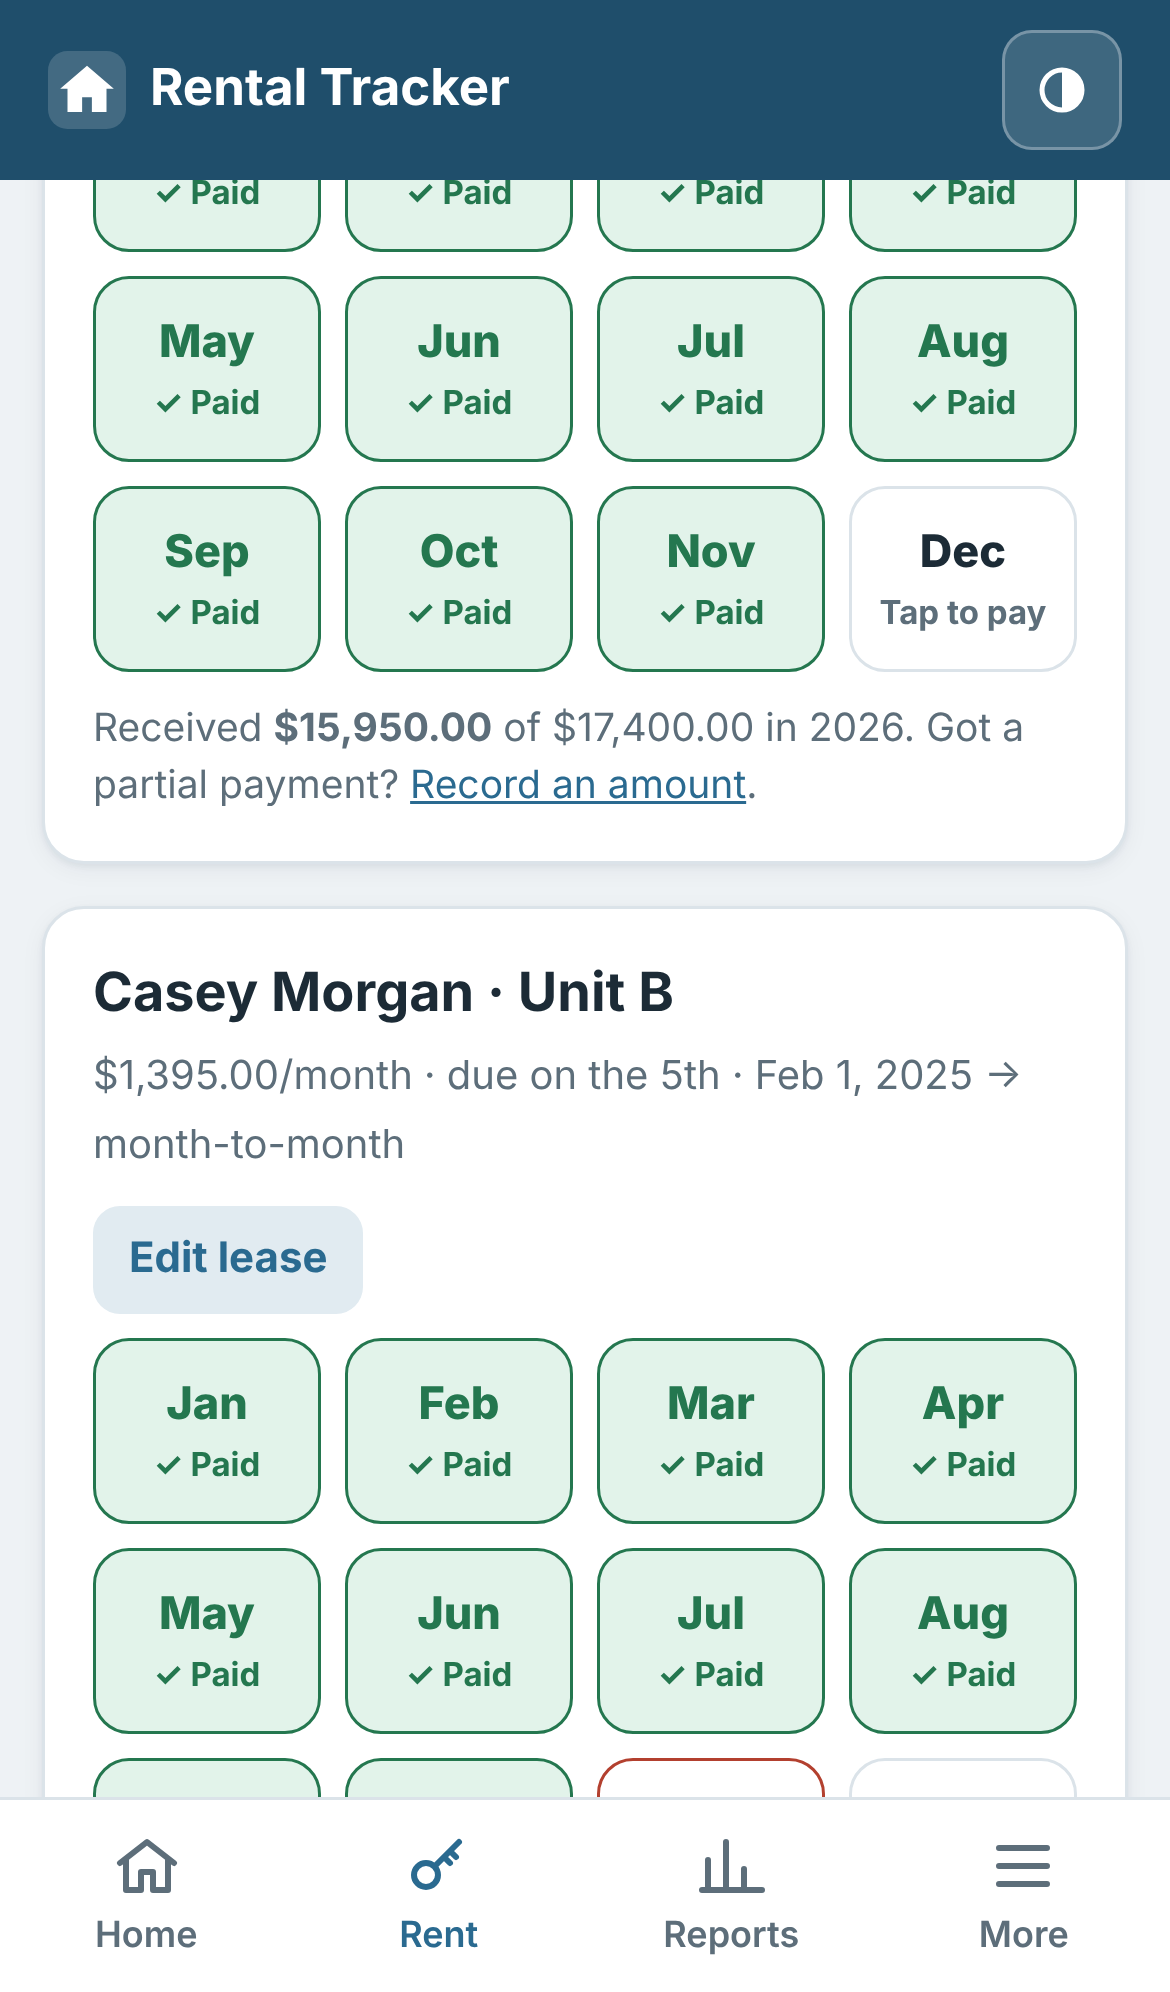 Rental Tracker
✓ Paid ✓ Paid ✓ Paid ✓ Paid
May Jun Jul Aug
✓ Paid ✓ Paid ✓ Paid ✓ Paid
Sep Oct Nov Dec
✓ Paid ✓ Paid ✓ Paid Tap to pay
Received $15,950.00 of $17,400.00 in 2026. Got a
partial payment? Record an amount.
Casey Morgan · Unit B
$1,395.00/month · due on the 5th · Feb 1, 2025 →
month-to-month
Edit lease
Jan Feb Mar Apr
✓ Paid ✓ Paid ✓ Paid ✓ Paid
May Jun Jul Aug
✓ Paid ✓ Paid ✓ Paid ✓ Paid
Home Rent Reports More